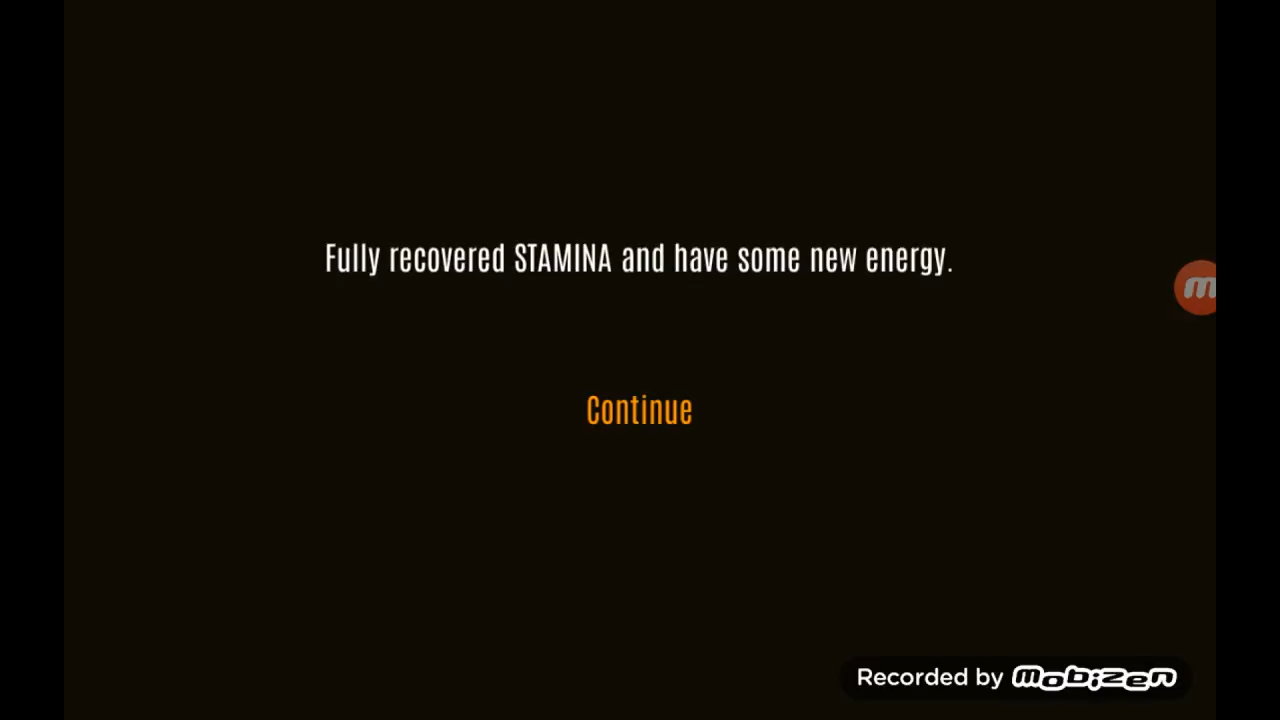 Fully recovered STAMINA and have some new energy.
m
Continue
Recorded by mobizen